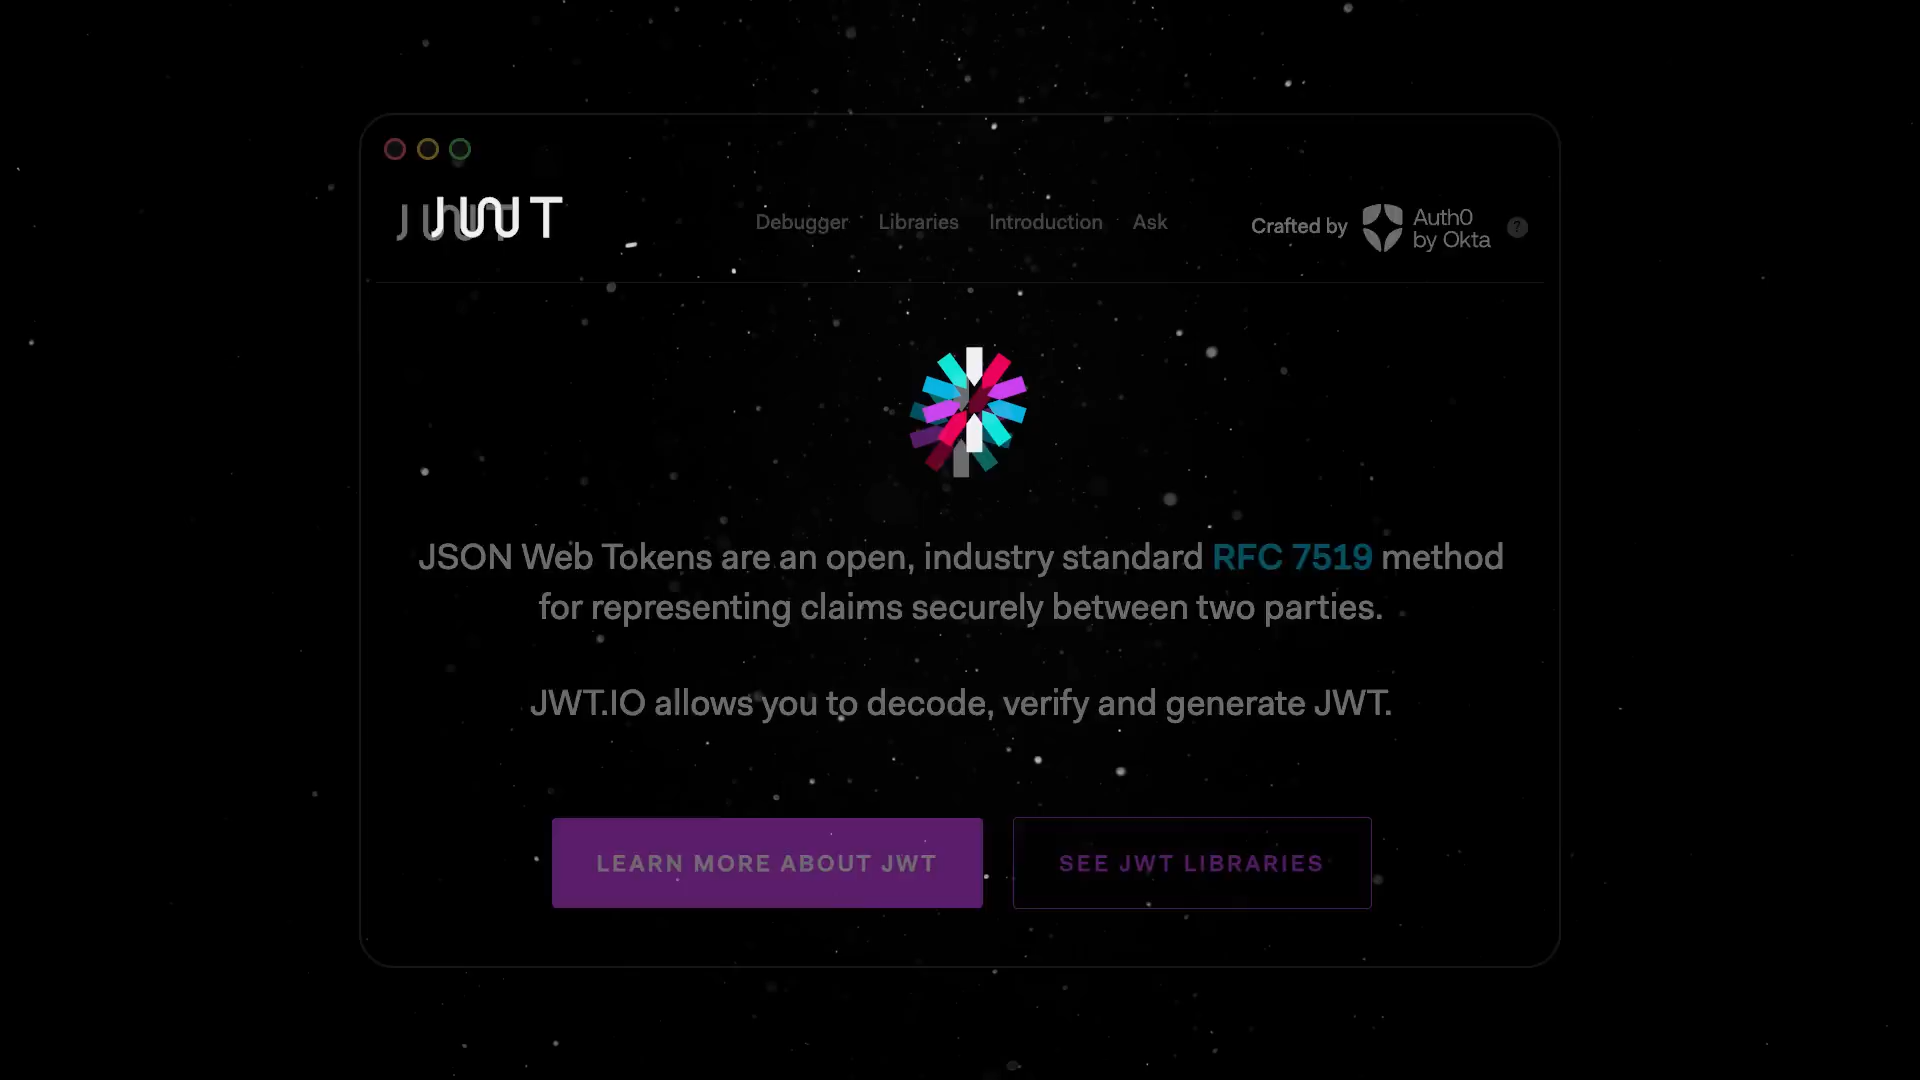 JWT JWT
Debugger Libraries Introduction Ask
Crafted by Auth0
by Okta ?
JSON Web Tokens are an open, industry standard RFC 7519 method
for representing claims securely between two parties.
JWT.IO allows you to decode, verify and generate JWT.
LEARN MORE ABOUT JWT
SEE JWT LIBRARIES